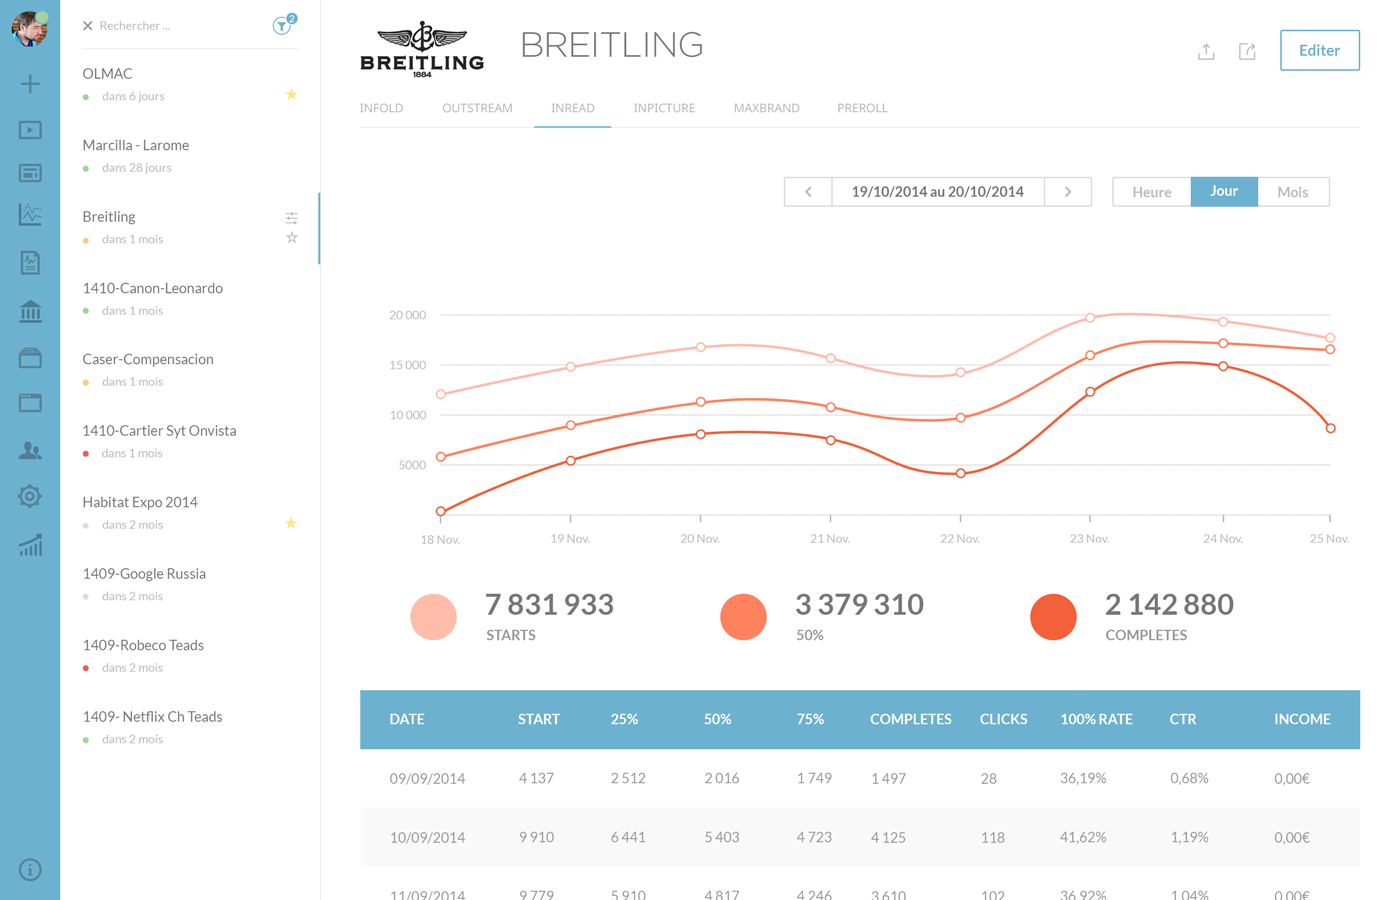 Rechercher ...
2
OLMAC
dans 6 jours
Marcilla - Larome
dans 28 jours
Breitling
dans 1 mois
1410-Canon-Leonardo
dans 1 mois
Caser-Compensacion
dans 1 mois
1410-Cartier Syt Onvista
dans 1 mois
Habitat Expo 2014
dans 2 mois
1409-Google Russia
dans 2 mois
1409-Robeco Teads
dans 2 mois
1409- Netflix Ch Teads
dans 2 mois
B
BREITLING
1884
BREITLING
Editer
INFOLD OUTSTREAM INREAD INPICTURE MAXBRAND PREROLL
19/10/2014 au 20/10/2014 Heure Jour Mois
20 000
15 000
10 000
5000
18 Nov. 19 Nov. 20 Nov. 21 Nov. 22 Nov. 23 Nov. 24 Nov. 25 Nov.
7 831 933 3 379 310 2 142 880
STARTS 50% COMPLETES
DATE START 25% 50% 75% COMPLETES CLICKS 100% RATE CTR INCOME
09/09/2014 4 137 2 512 2 016 1 749 1 497 28 36,19% 0,68% 0,00€
10/09/2014 9 910 6 441 5 403 4 723 4 125 118 41,62% 1,19% 0,00€
11/09/2014 9 779 5 910 4 817 4 246 3 610 102 36,92% 1,04% 0,00€